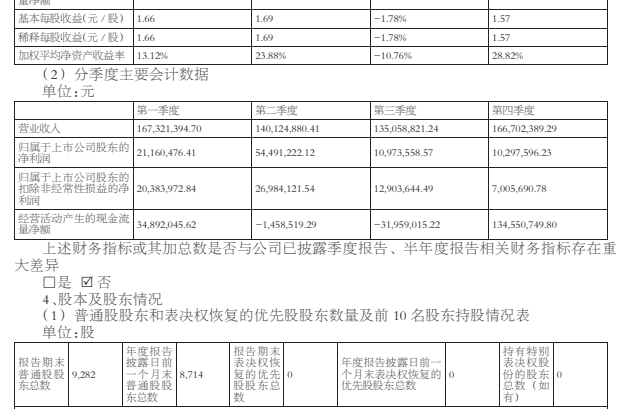 量净额
基本每股收益(元/股) 1.66 1.69 -1.78% 1.57
稀释每股收益(元/股) 1.66 1.69 -1.78% 1.57
加权平均净资产收益率 13.12% 23.88% -10.76% 28.82%
（2）分季度主要会计数据
单位:元
第一季度 第二季度 第三季度 第四季度
营业收入 167,321,394.70 140,124,880.41 135,058,821.24 166,702,389.29
归属于上市公司股东的
净利润 21,160,476.41 54,491,222.12 10,973,558.57 10,297,596.23
归属于上市公司股东的
扣除非经常性损益的净
利润 20,383,972.84 26,984,121.54 12,903,644.49 7,005,690.78
经营活动产生的现金流
量净额 34,892,045.62 -1,458,519.29 -31,959,015.22 134,550,749.80
上述财务指标或其加总数是否与公司已披露季度报告、半年度报告相关财务指标存在重
大差异
□是 ☑否
4、股本及股东情况
（1）普通股股东和表决权恢复的优先股股东数量及前 10 名股东持股情况表
单位:股
报告期末
普通股股
东总数
9,282
年度报告
披露日前
一个月末
普通股股
东总数
8,714
报告期末
表决权恢
复的优先
股股东总
数
0
年度报告披露日前一
个月末表决权恢复的
优先股股东总数
0
持有特别
表决权股
份的股东
总数（如
有）
0